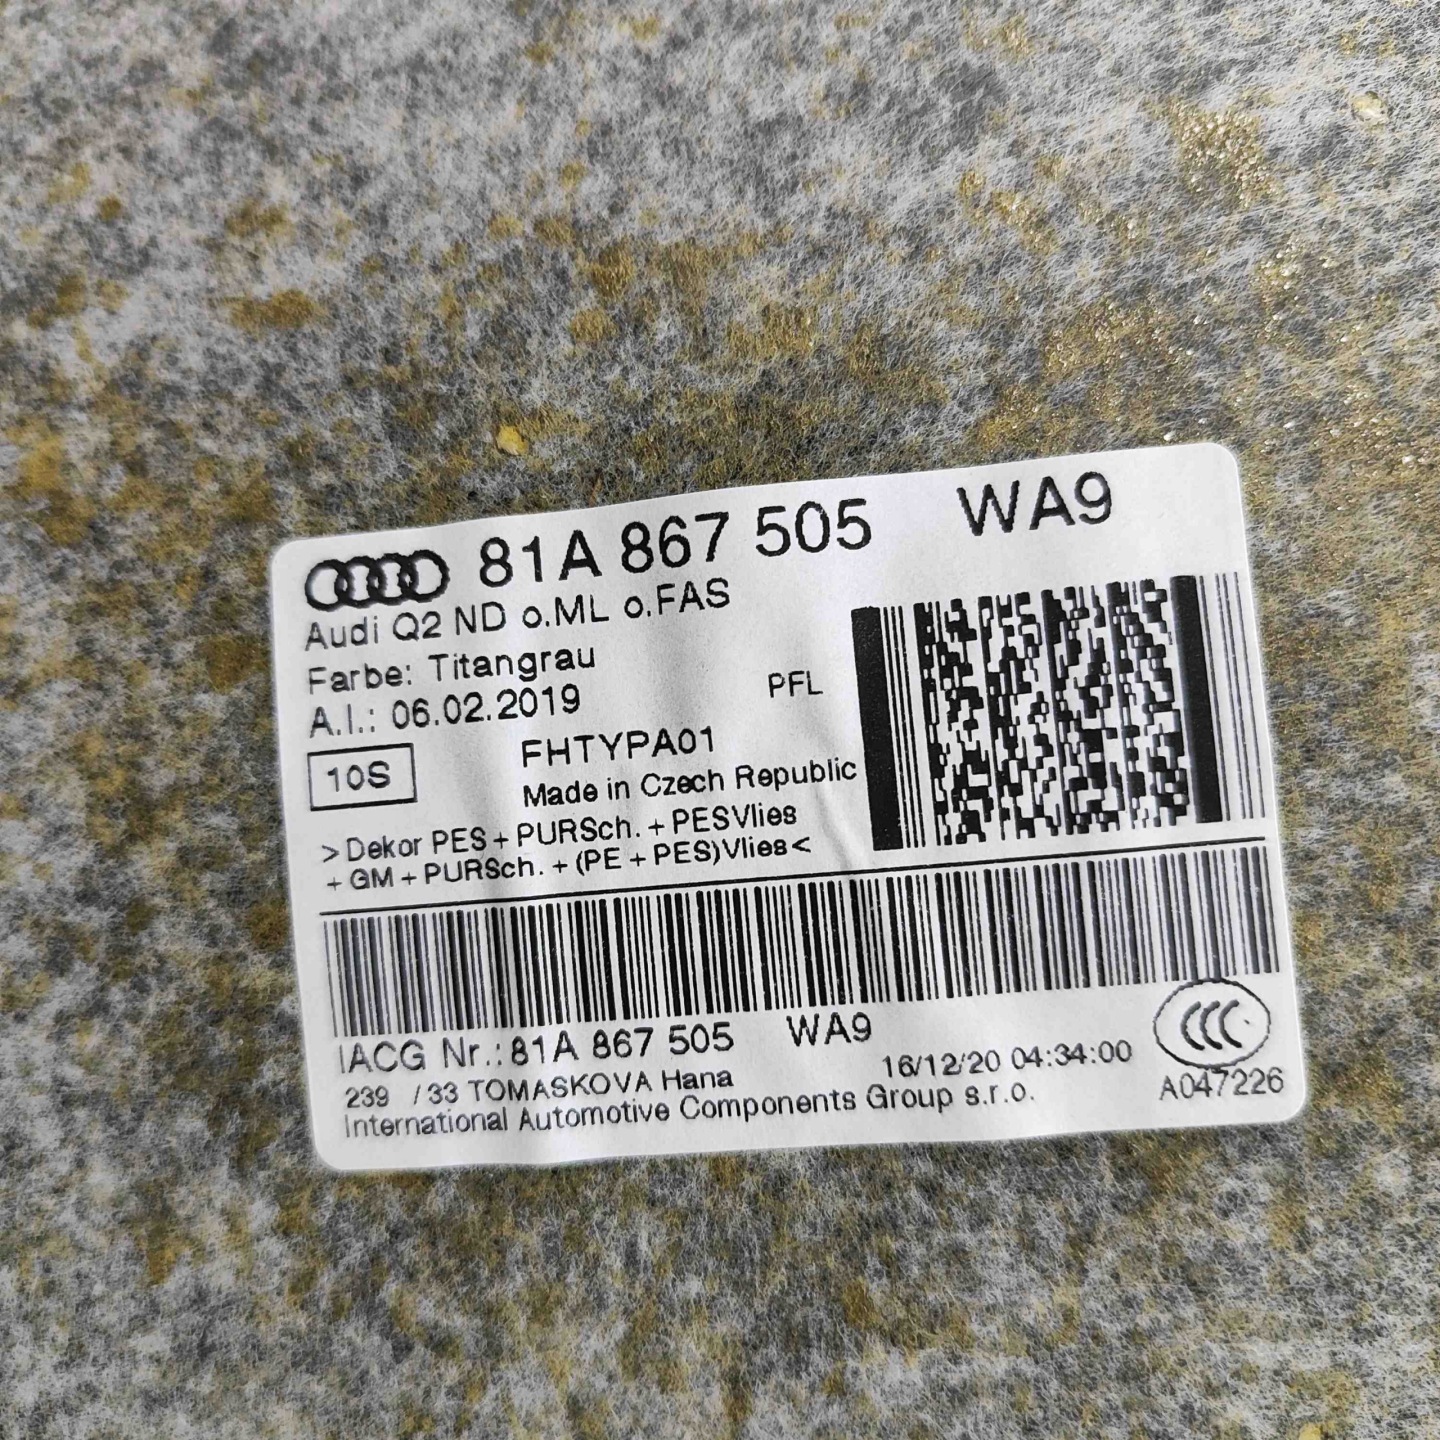 81A 867 505 WA9
Audi Q2 ND o.ML o.FAS
Farbe: Titangrau
A.I.: 06.02.2019 PFL
10S FHTYPA01
Made in Czech Republic
>Dekor PES+PURSch.+PESVlies
+GM+PURSch.+(PE+PES)Vlies<
IACG Nr.:81A 867 505 WA9
239 /33 TOMASKOVA Hana 16/12/20 04:34:00
International Automotive Components Group s.r.o.
CCC
A047226